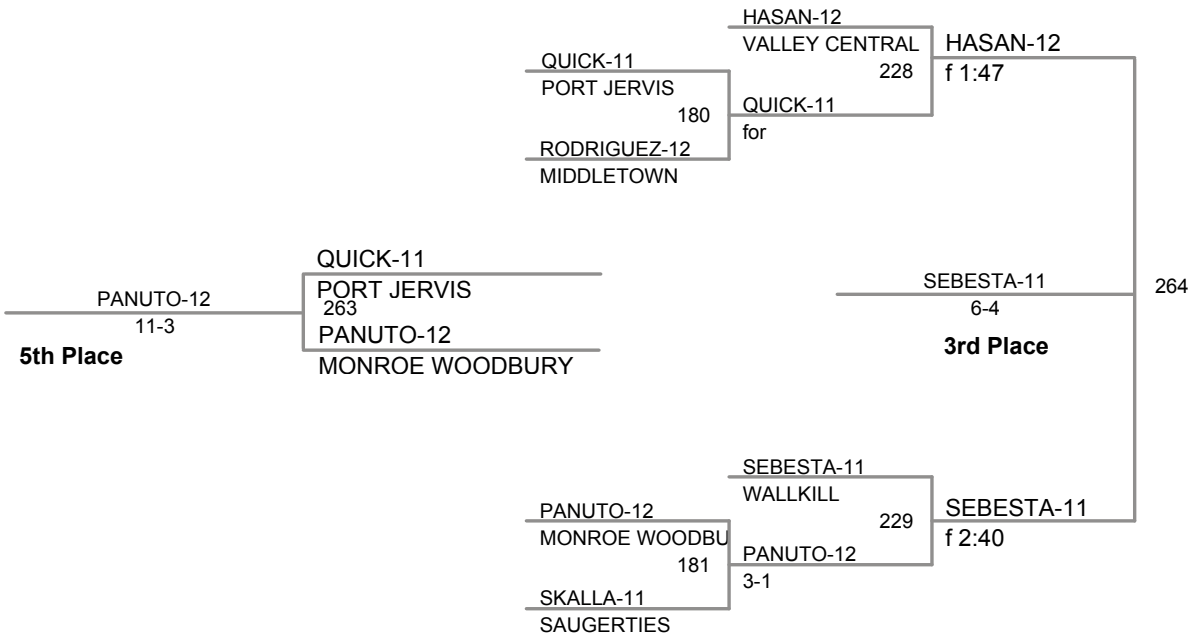 HASAN-12
VALLEY CENTRAL
228
HASAN-12
f 1:47
QUICK-11
PORT JERVIS
180
QUICK-11
for
RODRIGUEZ-12
MIDDLETOWN
QUICK-11
PORT JERVIS
263
PANUTO-12
MONROE WOODBURY
PANUTO-12
11-3
5th Place
SEBESTA-11
6-4
3rd Place
264
SEBESTA-11
WALLKILL
229
SEBESTA-11
f 2:40
PANUTO-12
MONROE WOODBU
181
PANUTO-12
3-1
SKALLA-11
SAUGERTIES